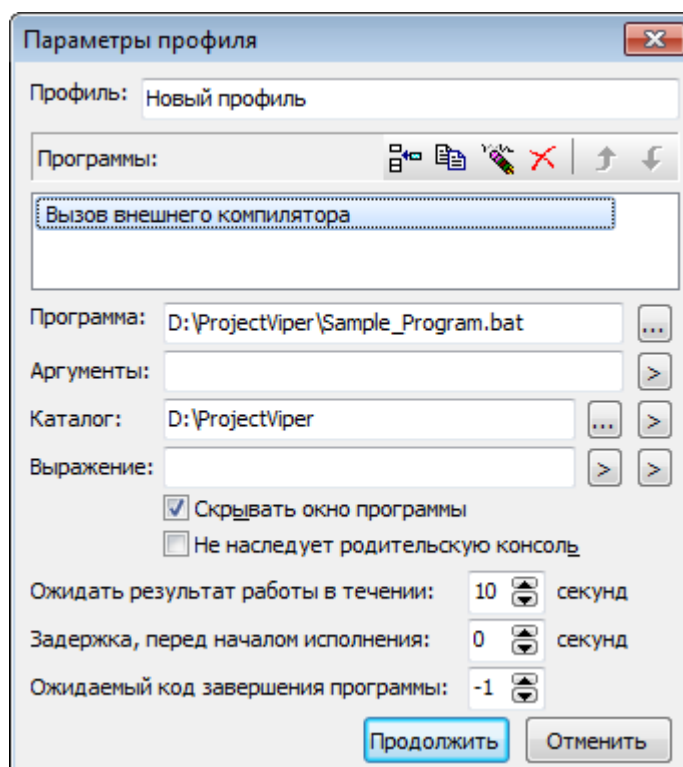 Параметры профиля
Профиль: Новый профиль
Программы:
Вызов внешнего компилятора
Программа: D:\ProjectViper\Sample_Program.bat ...
Аргументы: >
Каталог: D:\ProjectViper ... >
Выражение: > >
Скрывать окно программы
Не наследует родительскую консоль
Ожидать результат работы в течении: 10 секунд
Задержка, перед началом исполнения: 0 секунд
Ожидаемый код завершения программы: -1
Продолжить Отменить